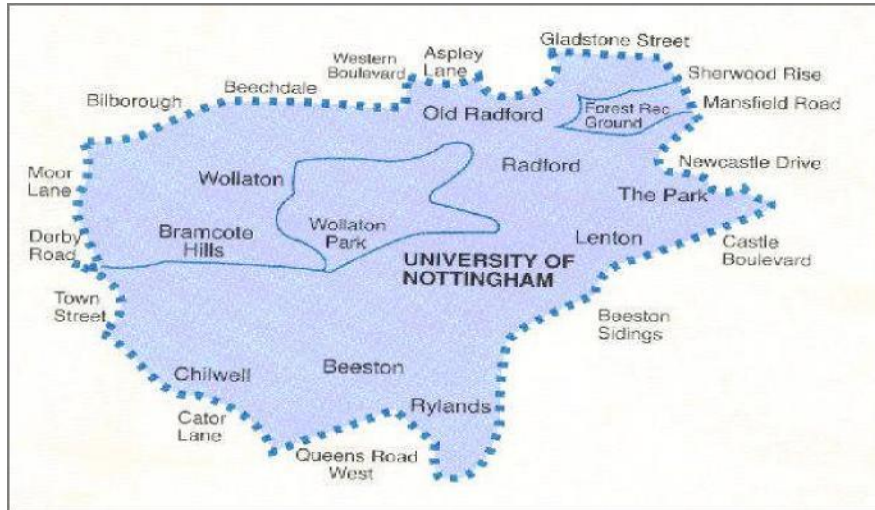 Gladstone Street
Aspley
Lane
Western
Boulevard
Sherwood Rise
Beechdale
Bilborough
Mansfield Road
Old Radford
Forest Rec
Ground
Newcastle Drive
Radford
Moor
Lane
Wollaton
The Park
Wollaton
Park
Bramcote
Hills
Derby
Road
Lenton
Castle
Boulevard
UNIVERSITY OF
NOTTINGHAM
Town
Street
Beeston
Sidings
Chilwell
Beeston
Rylands
Cator
Lane
Queens Road
West